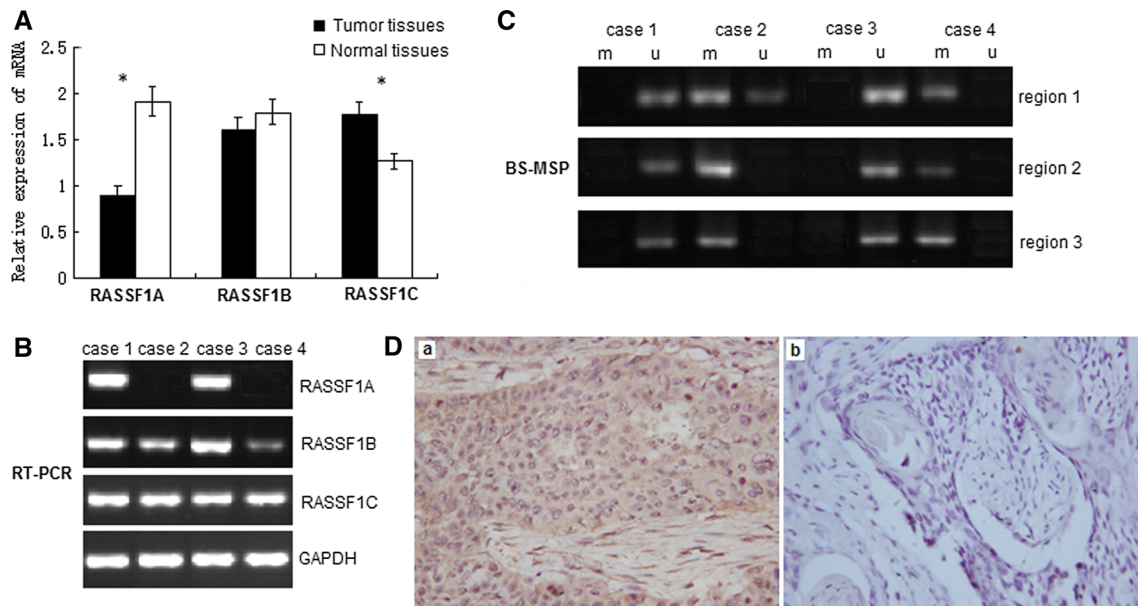 A
Relative expression of mRNA
2.5
2
1.5
1
0.5
0
*
*
Tumor tissues
Normal tissues
RASSF1A
RASSF1B
RASSF1C
B
case 1 case 2 case 3 case 4
RT-PCR
RASSF1A
RASSF1B
RASSF1C
GAPDH
C
case 1 case 2 case 3 case 4
m u m u m u m u
BS-MSP
region 1
region 2
region 3
D
a
b